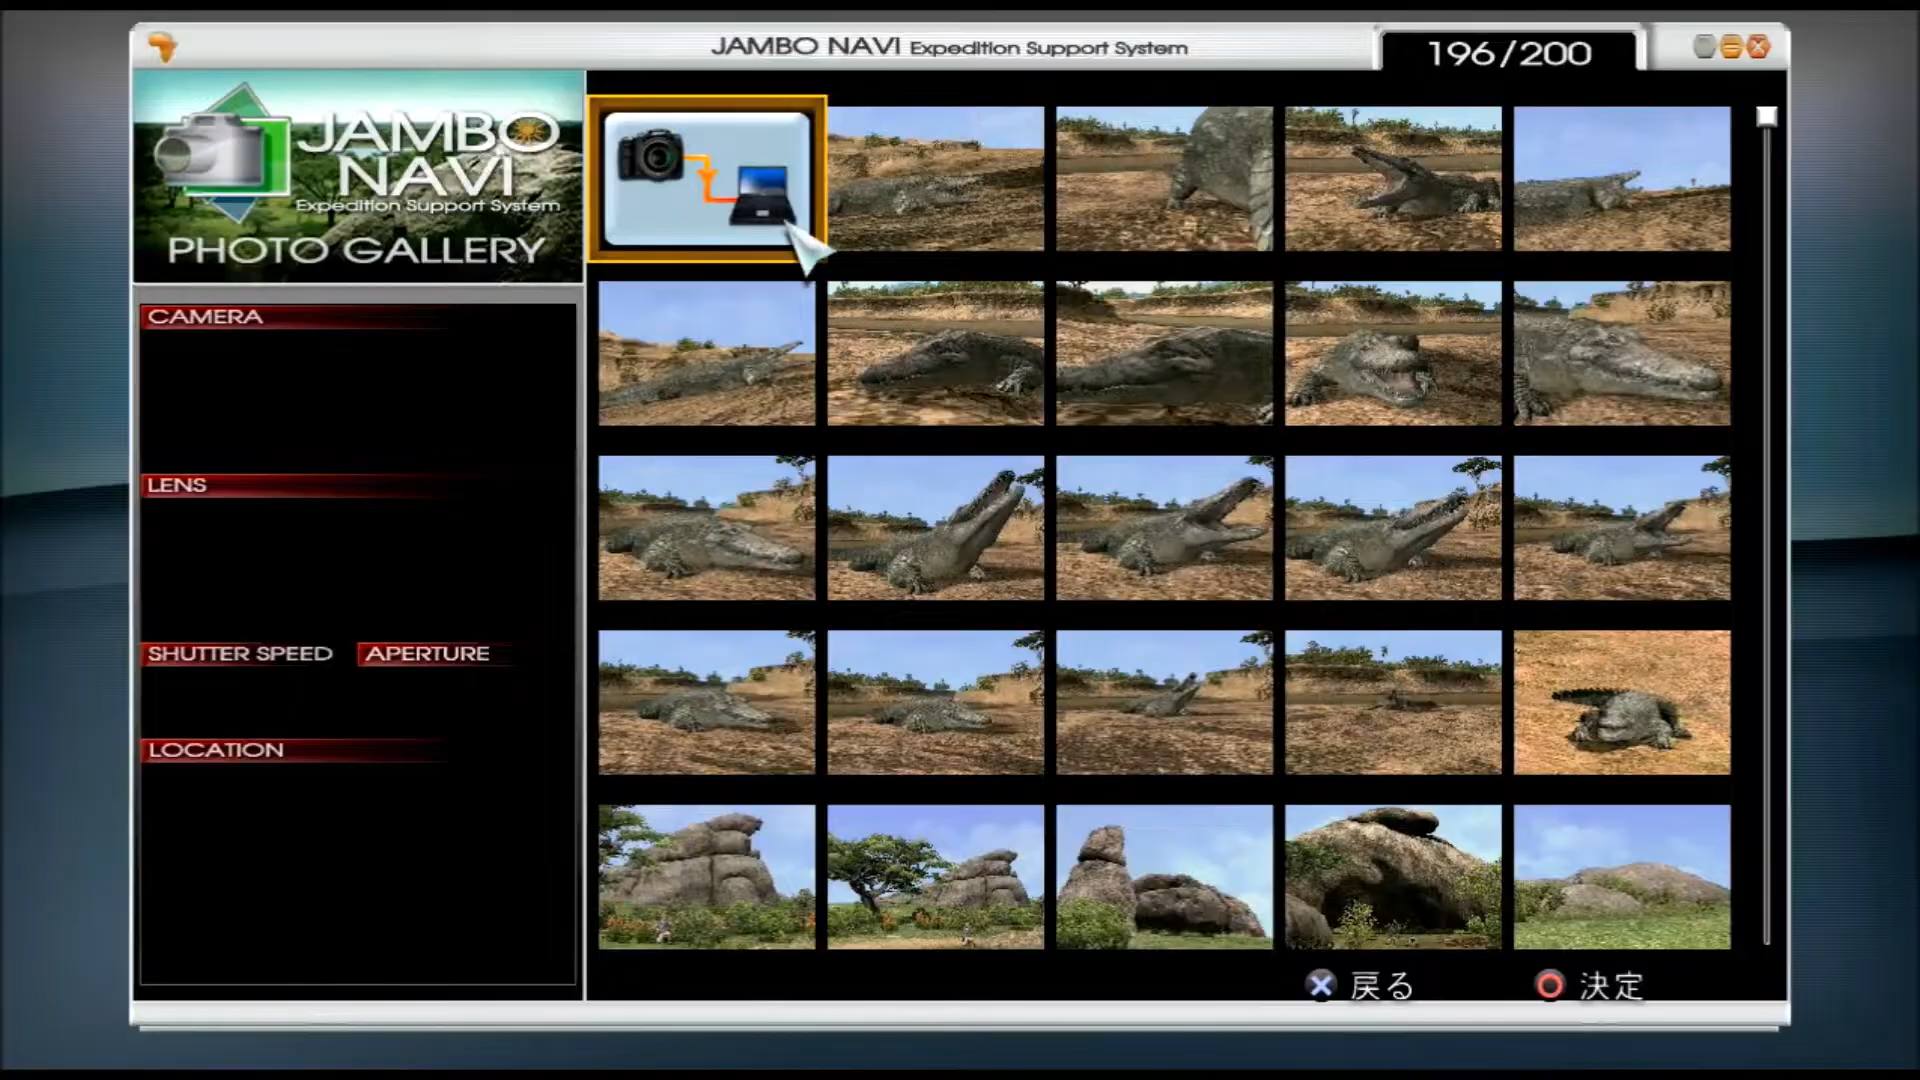 JAMBO NAVI Expedition Support System
196/200
JAMBO
NAVI
Expedition Support System
PHOTO GALLERY
CAMERA
LENS
SHUTTER SPEED APERTURE
LOCATION
戻る 決定